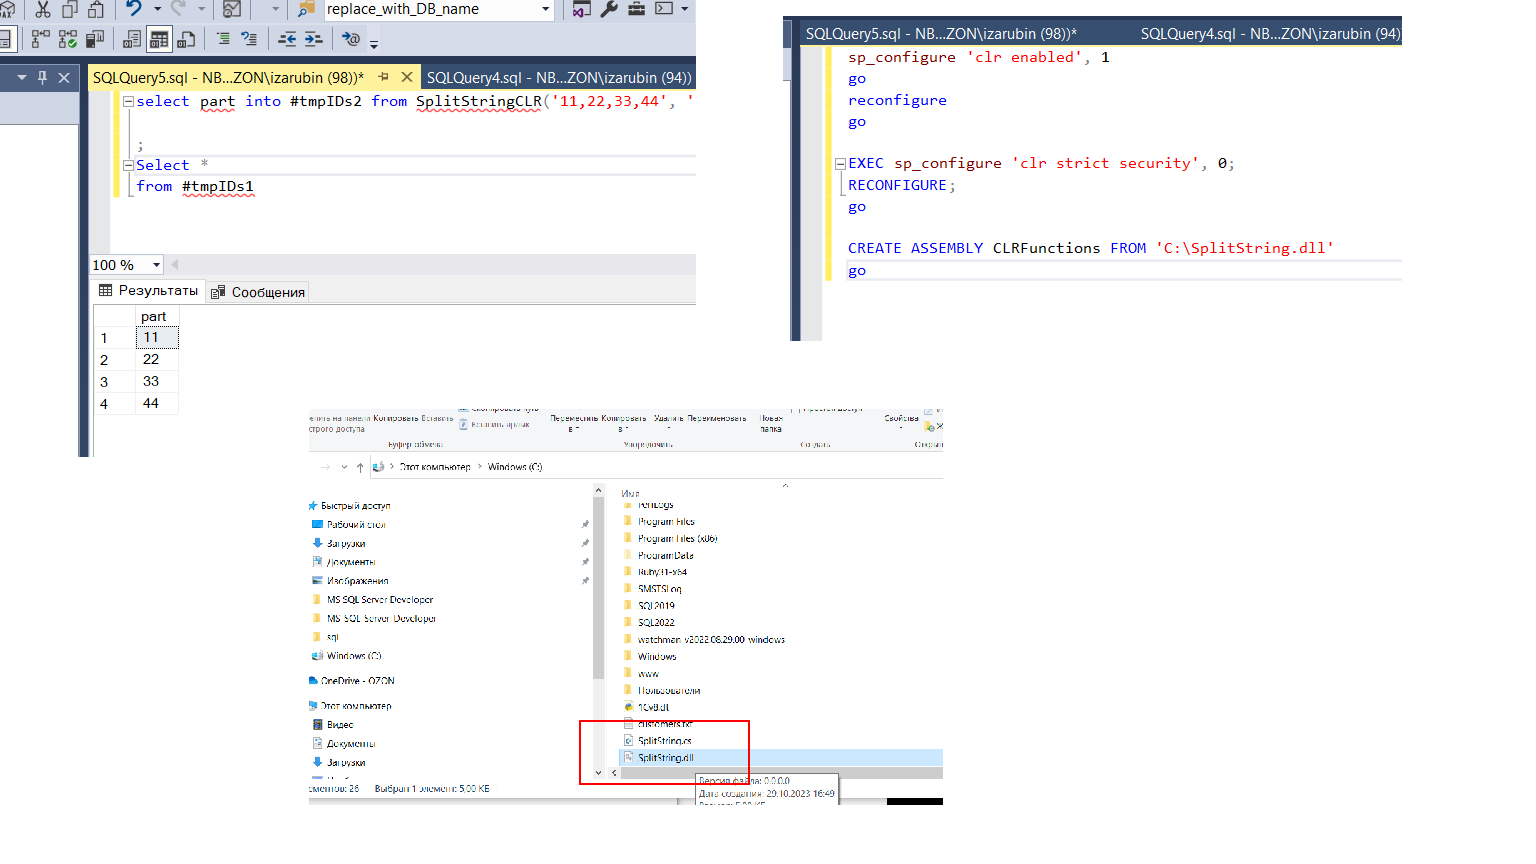 replace_with_DB_name
SQLQuery5.sql - NB...ZON\izarubin (98))*
SQLQuery4.sql - NB...ZON\izarubin (94))
select part into #tmpIDs2 from SplitStringCLR('11,22,33,44', '
;
Select *
from #tmpIDs1
100 %
Результаты
Сообщения
part
1 11
2 22
3 33
4 44
SQLQuery5.sql - NB...ZON\izarubin (98))*
SQLQuery4.sql - NB...ZON\izarubin (94)
sp_configure 'clr enabled', 1
go
reconfigure
go
EXEC sp_configure 'clr strict security', 0;
RECONFIGURE;
go
CREATE ASSEMBLY CLRFunctions FROM 'C:\SplitString.dll'
go
Копировать Вставить
Вставить ярлык
Переместить в
Копировать в
Удалить
Переименовать
Новая папка
Свойства
Буфер обмена
Упорядочить
Создать
Этот компьютер > Windows (C:)
Быстрый доступ
Рабочий стол
Загрузки
Документы
Изображения
MS SQL Server Developer
MS-SQL-Server-Developer
sql
Windows (C:)
OneDrive - OZON
Этот компьютер
Видео
Документы
Загрузки
Имя
PerfLogs
Program Files
Program Files (x86)
ProgramData
Ruby31-x64
SMSTSLog
SQL2019
SQL2022
watchman-v2022.08.29.00-windows
Windows
www
Пользователи
1Cv8.dt
customers.txt
SplitString.cs
SplitString.dll
Версия файла: 0.0.0.0
Дата создания: 29.10.2023 16:49
ементов: 26
Выбран 1 элемент: 5,00 КБ